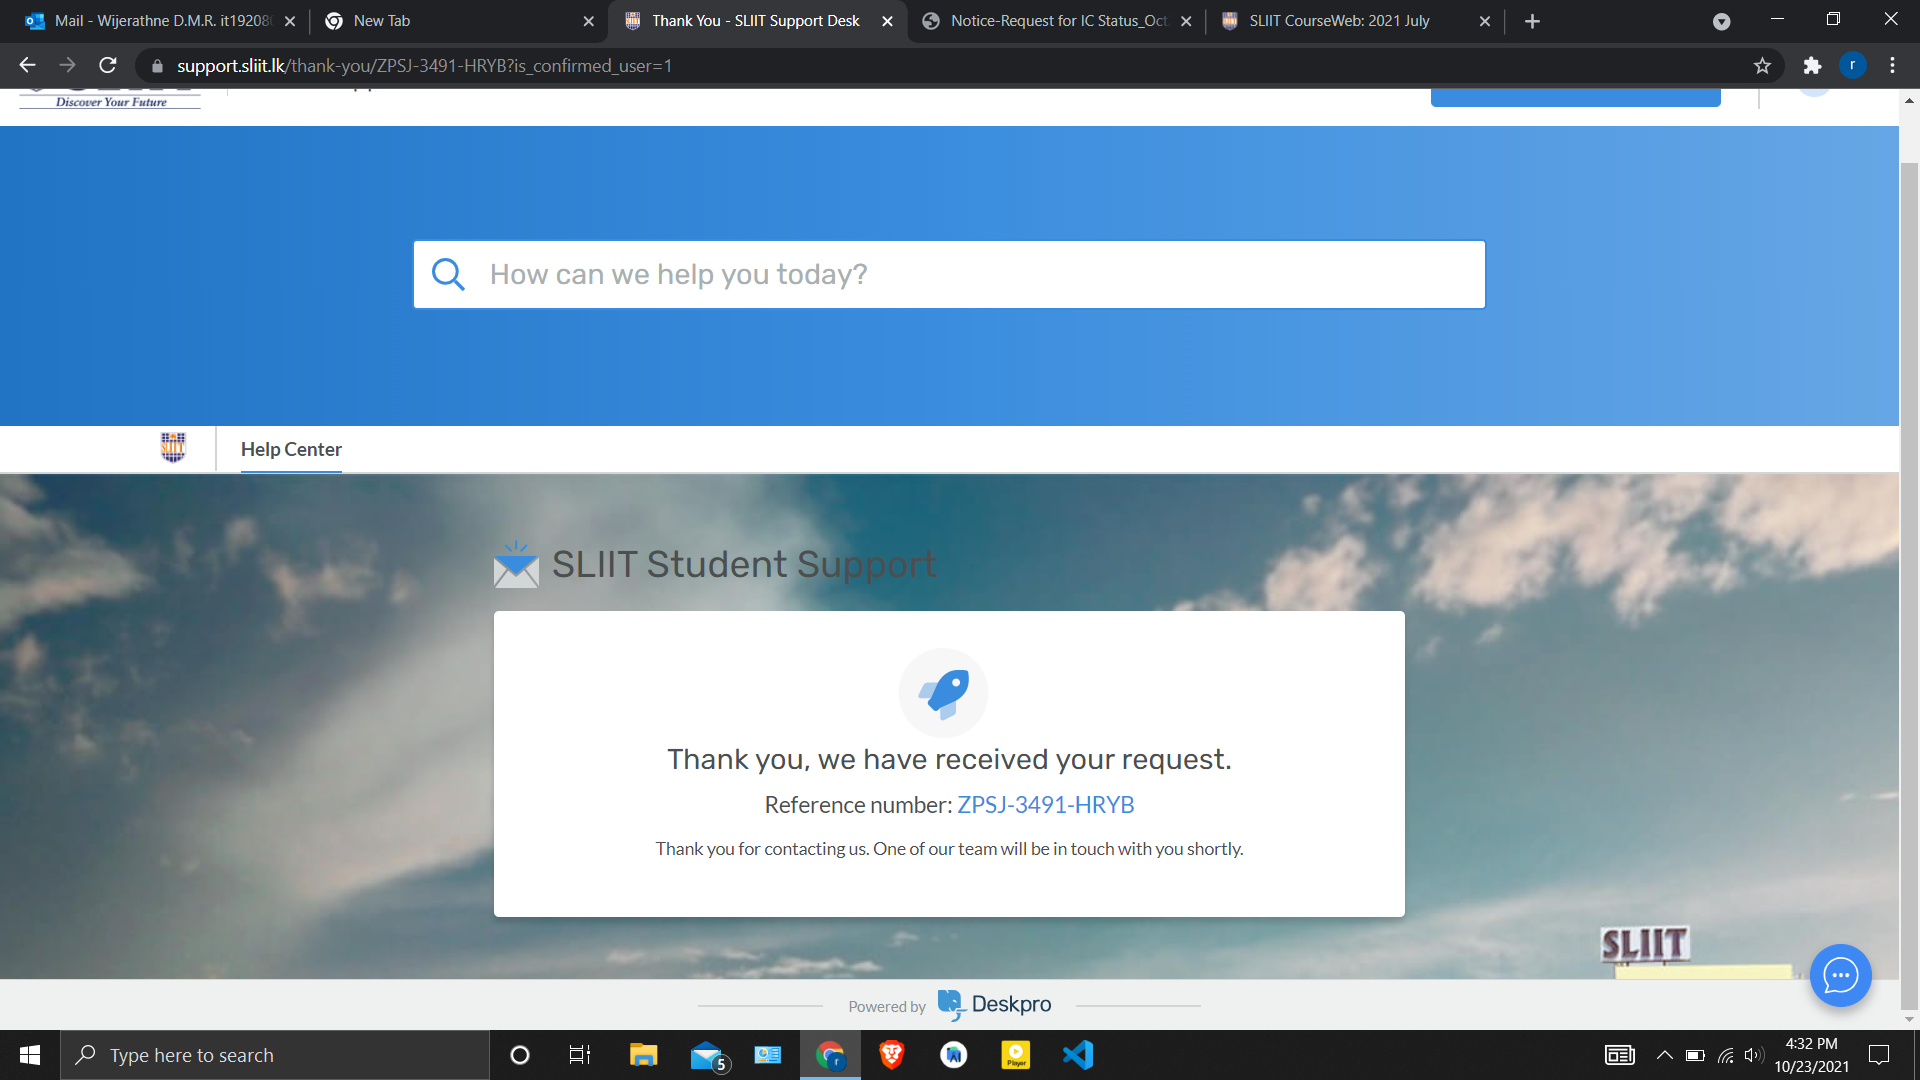 Mail - Wijerathne D.M.R. it19208
New Tab
Thank You - SLIIT Support Desk
Notice-Request for IC Status_Oct
SLIIT CourseWeb: 2021 July
support.sliit.lk/thank-you/ZPSJ-3491-HRYB?is_confirmed_user=1
r
Discover Your Future
How can we help you today?
SLIIT
Help Center
SLIIT Student Support
Thank you, we have received your request.
Reference number: ZPSJ-3491-HRYB
Thank you for contacting us. One of our team will be in touch with you shortly.
SLIIT
Powered by Deskpro
Type here to search
5
r
Player
4:32 PM
10/23/2021